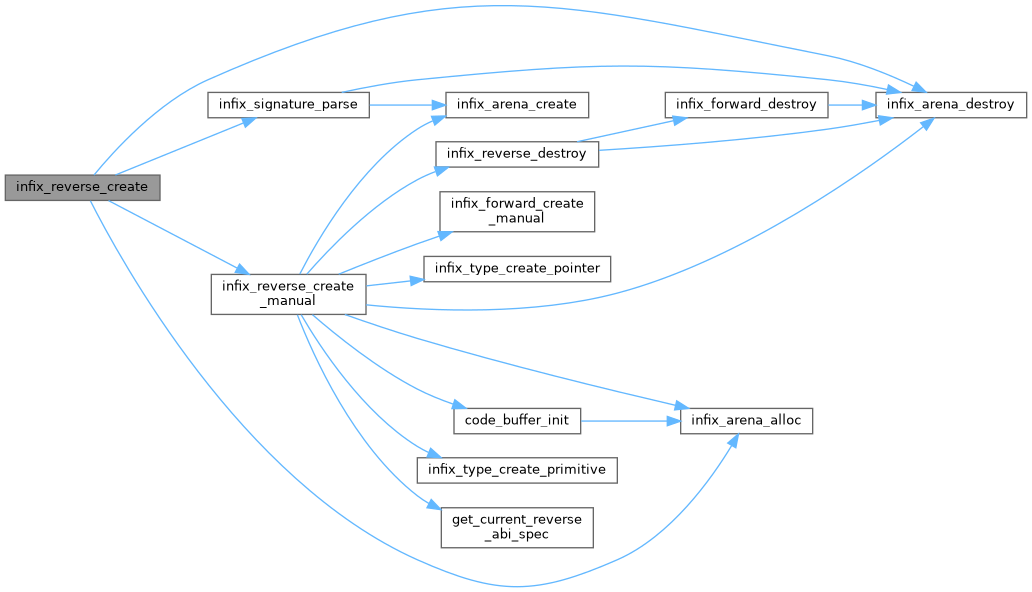 infix_reverse_create
infix_signature_parse
infix_reverse_create
_manual
infix_arena_create
infix_reverse_destroy
infix_forward_create
_manual
infix_type_create_pointer
code_buffer_init
infix_type_create_primitive
get_current_reverse
_abi_spec
infix_forward_destroy
infix_arena_alloc
infix_arena_destroy